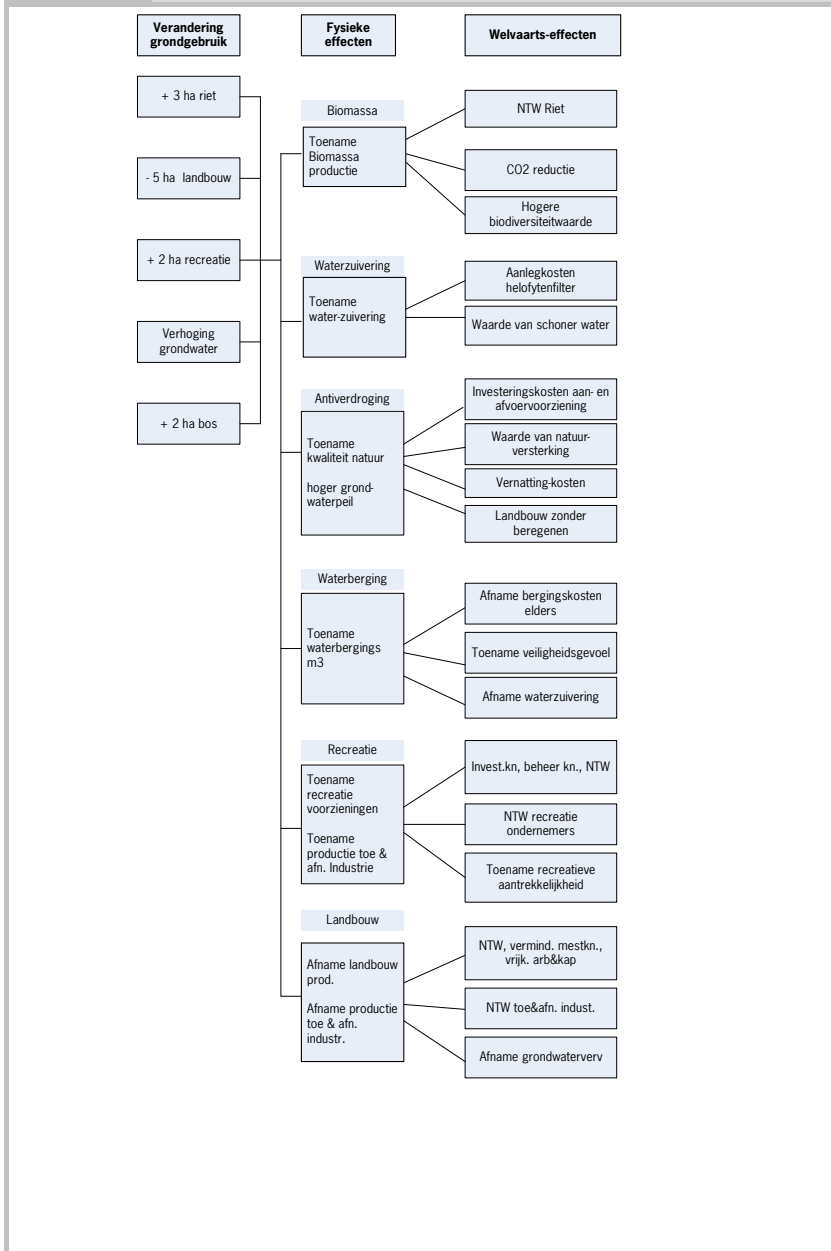 Verandering
grondgebruik
Fysieke
effecten
Welvaarts-effecten
+ 3 ha riet
- 5 ha landbouw
+ 2 ha recreatie
Verhoging
grondwater
+ 2 ha bos
Biomassa
Toename
Biomassa
productie
NTW Riet
CO2 reductie
Hogere
biodiversiteitwaarde
Waterzuivering
Toename
water-zuivering
Aanlegkosten
helofytenfilter
Waarde van schoner water
Antiverdroging
Toename
kwaliteit natuur
hoger grond-
waterpeil
Investeringskosten aan- en
afvoervoorziening
Waarde van natuur-
versterking
Vernatting-kosten
Landbouw zonder
beregenen
Waterberging
Toename
waterbergings
m3
Afname bergingskosten
elders
Toename veiligheidsgevoel
Afname waterzuivering
Recreatie
Toename
recreatie
voorzieningen
Toename
productie toe &
afn. Industrie
Invest.kn, beheer kn., NTW
NTW recreatie
ondernemers
Toename recreatieve
aantrekkelijkheid
Landbouw
Afname landbouw
prod.
Afname productie
toe & afn.
industr.
NTW, vermind. mestkn.,
vrijk. arb&kap
NTW toe&afn. indust.
Afname grondwaterverv